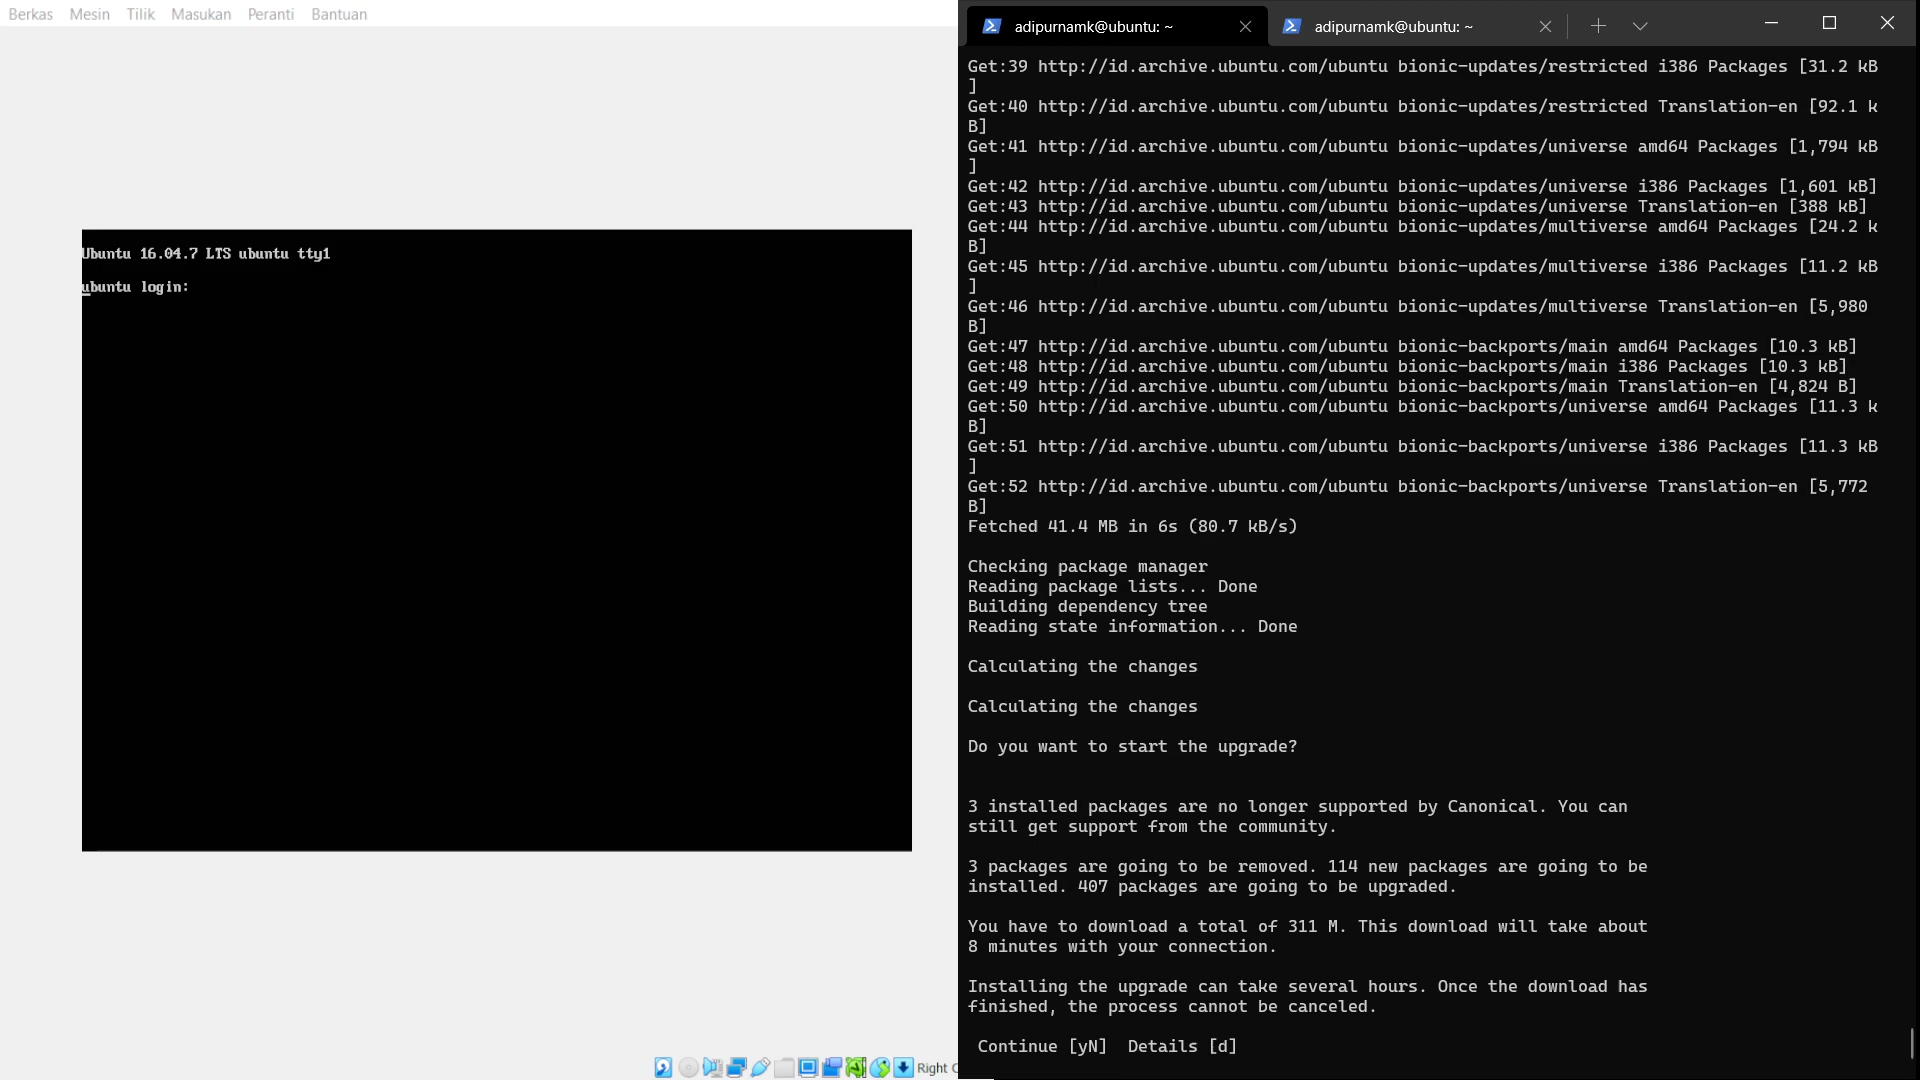 Berkas Mesin Tilik Masukan Peranti Bantuan
Ubuntu 16.04.7 LTS ubuntu tty1
ubuntu login:
Right C
adipurnamk@ubuntu: ~
adipurnamk@ubuntu: ~
Get:39 http://id.archive.ubuntu.com/ubuntu bionic-updates/restricted i386 Packages [31.2 kB
]
Get:40 http://id.archive.ubuntu.com/ubuntu bionic-updates/restricted Translation-en [92.1 k
B]
Get:41 http://id.archive.ubuntu.com/ubuntu bionic-updates/universe amd64 Packages [1,794 kB
]
Get:42 http://id.archive.ubuntu.com/ubuntu bionic-updates/universe i386 Packages [1,601 kB]
Get:43 http://id.archive.ubuntu.com/ubuntu bionic-updates/universe Translation-en [388 kB]
Get:44 http://id.archive.ubuntu.com/ubuntu bionic-updates/multiverse amd64 Packages [24.2 k
B]
Get:45 http://id.archive.ubuntu.com/ubuntu bionic-updates/multiverse i386 Packages [11.2 kB
]
Get:46 http://id.archive.ubuntu.com/ubuntu bionic-updates/multiverse Translation-en [5,980
B]
Get:47 http://id.archive.ubuntu.com/ubuntu bionic-backports/main amd64 Packages [10.3 kB]
Get:48 http://id.archive.ubuntu.com/ubuntu bionic-backports/main i386 Packages [10.3 kB]
Get:49 http://id.archive.ubuntu.com/ubuntu bionic-backports/main Translation-en [4,824 B]
Get:50 http://id.archive.ubuntu.com/ubuntu bionic-backports/universe amd64 Packages [11.3 k
B]
Get:51 http://id.archive.ubuntu.com/ubuntu bionic-backports/universe i386 Packages [11.3 kB
]
Get:52 http://id.archive.ubuntu.com/ubuntu bionic-backports/universe Translation-en [5,772
B]
Fetched 41.4 MB in 6s (80.7 kB/s)
Checking package manager
Reading package lists... Done
Building dependency tree
Reading state information... Done
Calculating the changes
Calculating the changes
Do you want to start the upgrade?
3 installed packages are no longer supported by Canonical. You can
still get support from the community.
3 packages are going to be removed. 114 new packages are going to be
installed. 407 packages are going to be upgraded.
You have to download a total of 311 M. This download will take about
8 minutes with your connection.
Installing the upgrade can take several hours. Once the download has
finished, the process cannot be canceled.
Continue [yN]  Details [d]